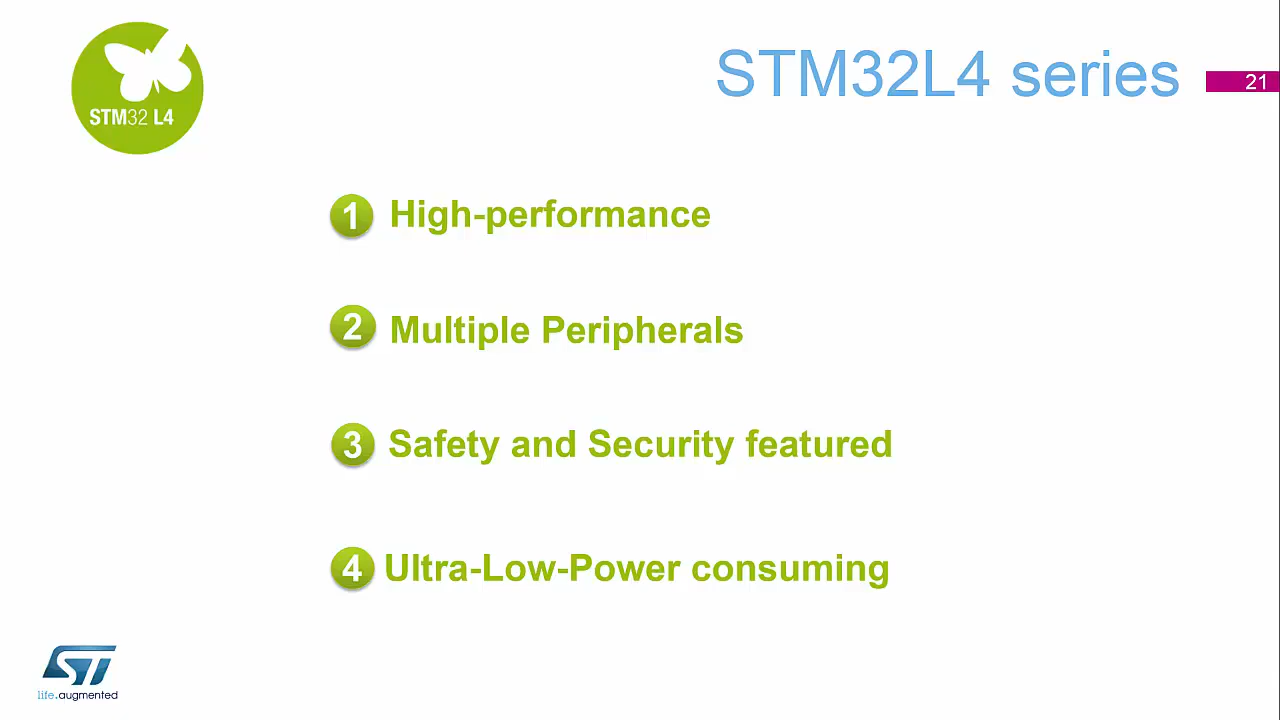 STM32 L4
STM32L4 series
21
1 High-performance
2 Multiple Peripherals
3 Safety and Security featured
4 Ultra-Low-Power consuming
ST
life.augmented